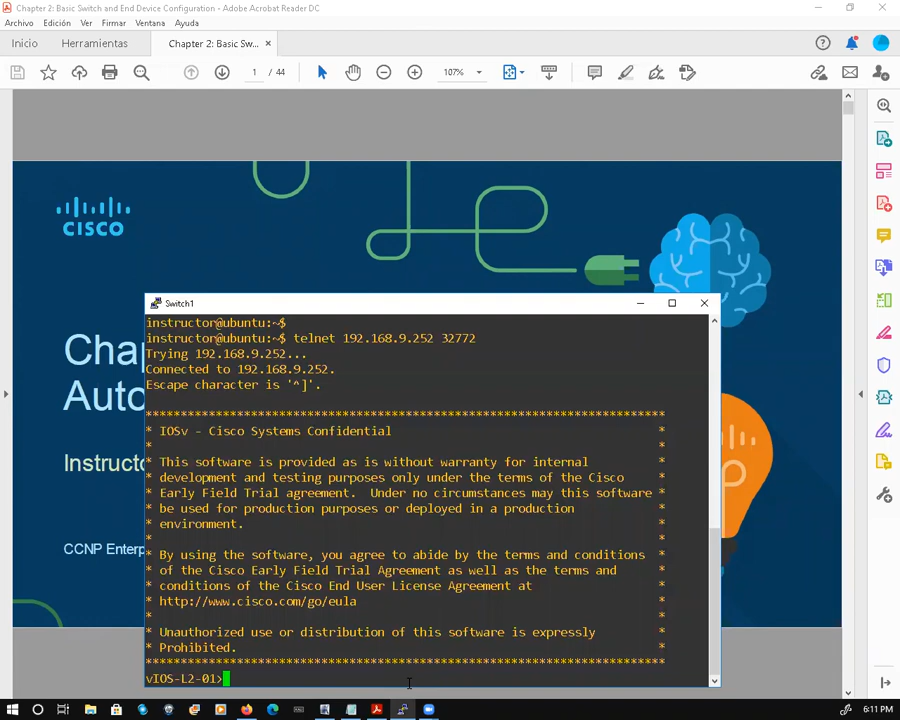 Chapter 2: Basic Switch and End Device Configuration - Adobe Acrobat Reader DC
Archivo Edición Ver Firmar Ventana Ayuda
Inicio Herramientas Chapter 2: Basic Sw... ×
1 / 44 107%
CISCO
Cha
Auto
Instructo
CCNP Enterp
Switch1
instructor@ubuntu:~$
instructor@ubuntu:~$ telnet 192.168.9.252 32772
Trying 192.168.9.252...
Connected to 192.168.9.252.
Escape character is '^]'.
**************************************************************************
* IOSv - Cisco Systems Confidential *
* *
* This software is provided as is without warranty for internal *
* development and testing purposes only under the terms of the Cisco *
* Early Field Trial agreement.  Under no circumstances may this software *
* be used for production purposes or deployed in a production *
* environment. *
* *
* By using the software, you agree to abide by the terms and conditions *
* of the Cisco Early Field Trial Agreement as well as the terms and *
* conditions of the Cisco End User License Agreement at *
* http://www.cisco.com/go/eula *
* *
* Unauthorized use or distribution of this software is expressly *
* Prohibited. *
**************************************************************************
vIOS-L2-01>
6:11 PM